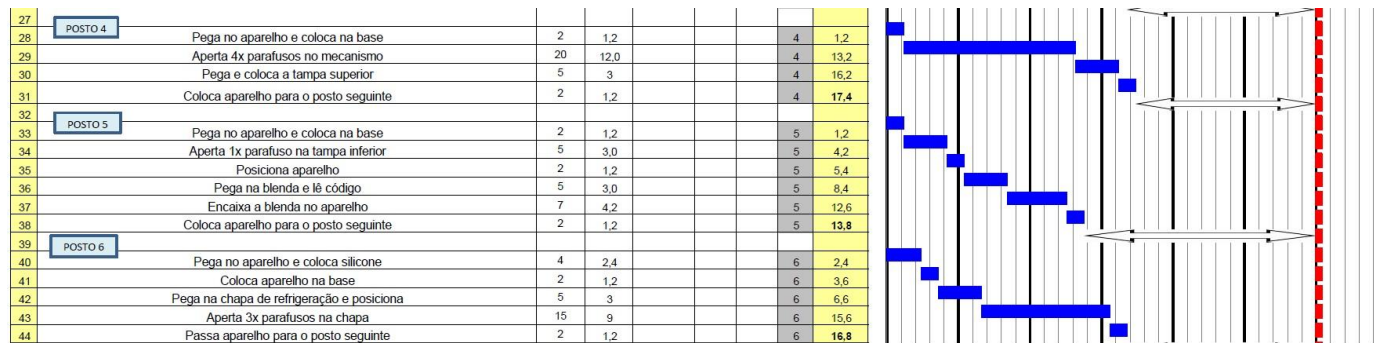 27
POSTO 4
28 Pega no aparelho e coloca na base 2 1,2 4 1,2
29 Aperta 4x parafusos no mecanismo 20 12,0 4 13,2
30 Pega e coloca a tampa superior 5 3 4 16,2
31 Coloca aparelho para o posto seguinte 2 1,2 4 17,4
32
POSTO 5
33 Pega no aparelho e coloca na base 2 1,2 5 1,2
34 Aperta 1x parafuso na tampa inferior 5 3,0 5 4,2
35 Posiciona aparelho 2 1,2 5 5,4
36 Pega na blenda e lê código 5 3,0 5 8,4
37 Encaixa a blenda no aparelho 7 4,2 5 12,6
38 Coloca aparelho para o posto seguinte 2 1,2 5 13,8
39
POSTO 6
40 Pega no aparelho e coloca silicone 4 2,4 6 2,4
41 Coloca aparelho na base 2 1,2 6 3,6
42 Pega na chapa de refrigeração e posiciona 5 3 6 6,6
43 Aperta 3x parafusos na chapa 15 9 6 15,6
44 Passa aparelho para o posto seguinte 2 1,2 6 16,8